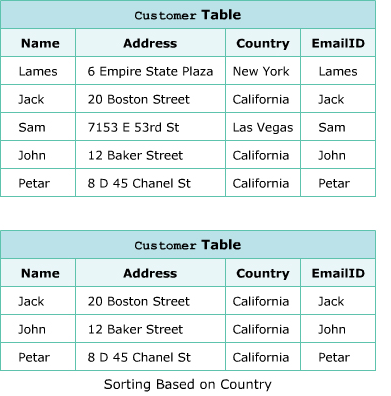 Customer Table
Name Address Country EmailID
Lames 6 Empire State Plaza New York Lames
Jack 20 Boston Street California Jack
Sam 7153 E 53rd St Las Vegas Sam
John 12 Baker Street California John
Petar 8 D 45 Chanel St California Petar
Customer Table
Name Address Country EmailID
Jack 20 Boston Street California Jack
John 12 Baker Street California John
Petar 8 D 45 Chanel St California Petar
Sorting Based on Country